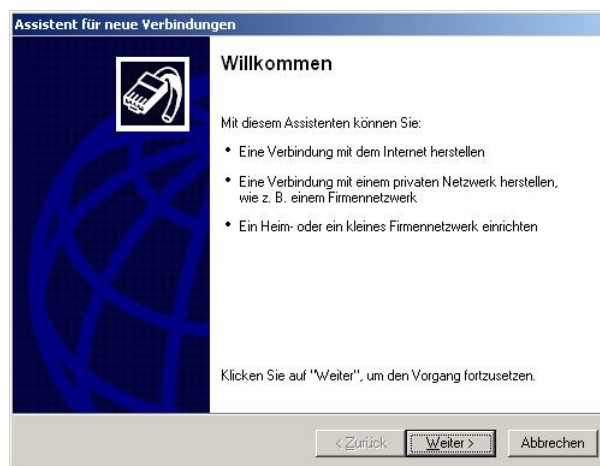 Assistent für neue Verbindungen
Willkommen
Mit diesem Assistenten können Sie:
• Eine Verbindung mit dem Internet herstellen
• Eine Verbindung mit einem privaten Netzwerk herstellen,
wie z. B. einem Firmennetzwerk
• Ein Heim- oder ein kleines Firmennetzwerk einrichten
Klicken Sie auf "Weiter", um den Vorgang fortzusetzen.
< Zurück Weiter > Abbrechen